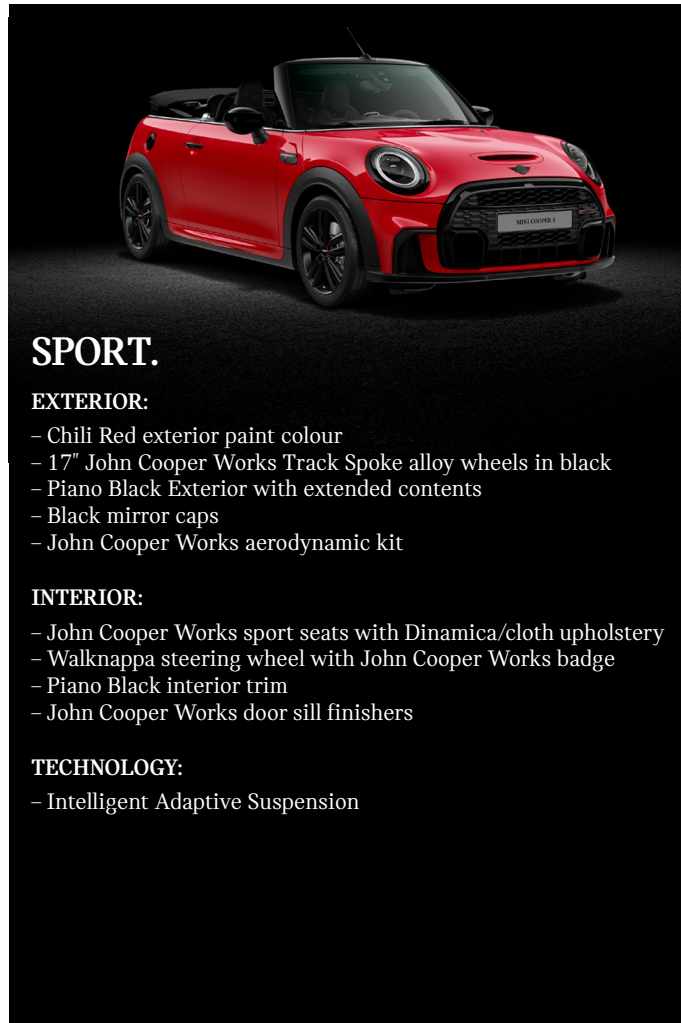 MINI COOPER S
SPORT.
EXTERIOR:
– Chili Red exterior paint colour
– 17" John Cooper Works Track Spoke alloy wheels in black
– Piano Black Exterior with extended contents
– Black mirror caps
– John Cooper Works aerodynamic kit
INTERIOR:
– John Cooper Works sport seats with Dinamica/cloth upholstery
– Walknappa steering wheel with John Cooper Works badge
– Piano Black interior trim
– John Cooper Works door sill finishers
TECHNOLOGY:
– Intelligent Adaptive Suspension